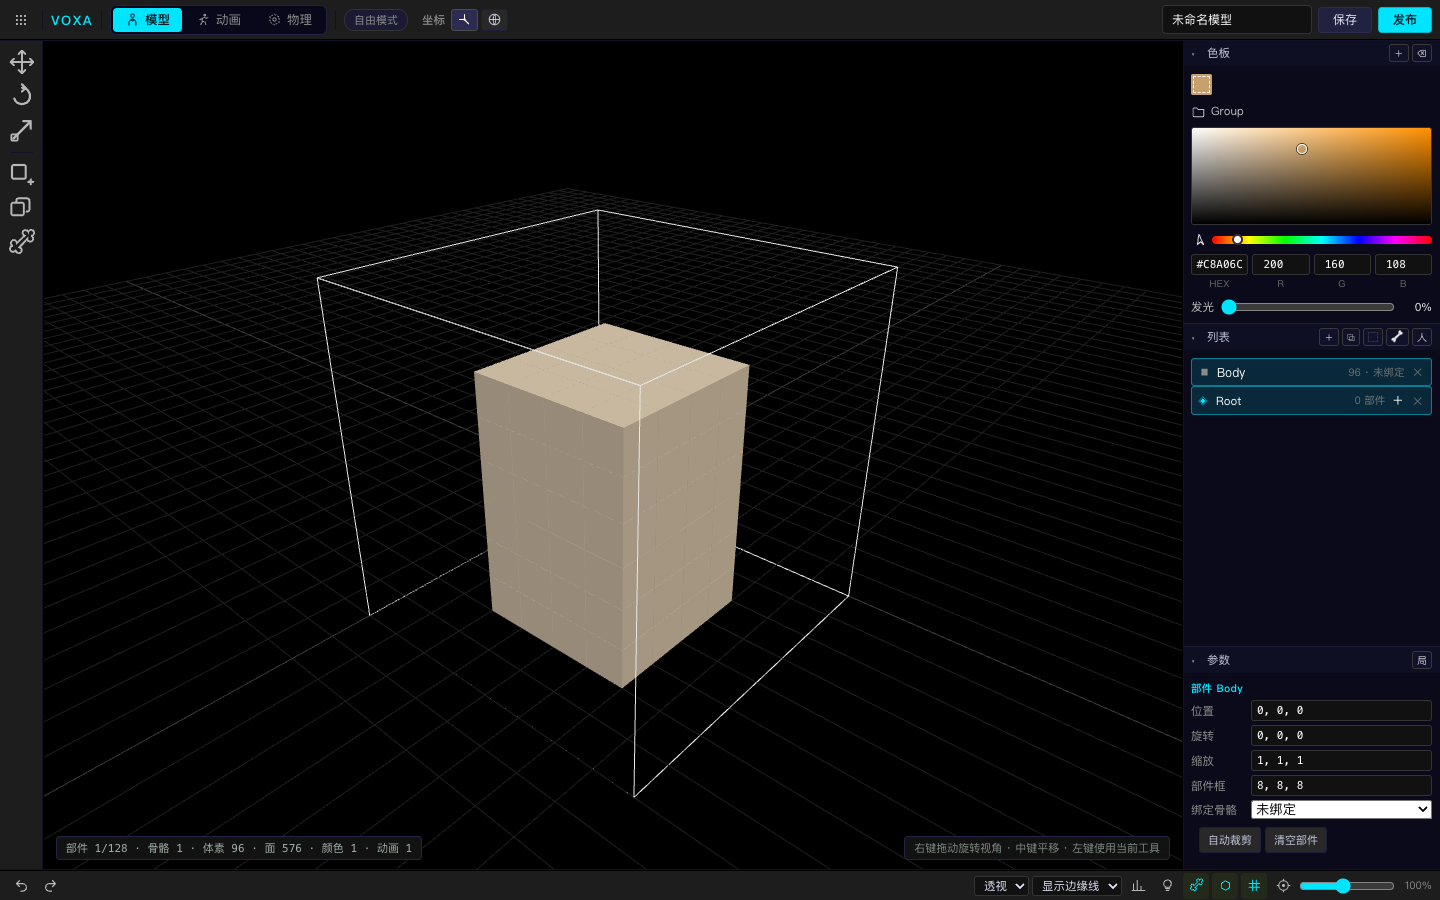 VOXA 模型 动画 物理 自由模式 坐标 未命名模型 保存 发布
色板
Group
#C8A06C 200 160 108
HEX R G B
发光 0%
列表 人
Body 96 · 未绑定
Root 0 部件
参数 局
部件 Body
位置 0, 0, 0
旋转 0, 0, 0
缩放 1, 1, 1
部件框 8, 8, 8
绑定骨骼 未绑定
自动裁剪 清空部件
部件 1/128 · 骨骼 1 · 体素 96 · 面 576 · 颜色 1 · 动画 1
右键拖动旋转视角 · 中键平移 · 左键使用当前工具
透视 显示边缘线 100%